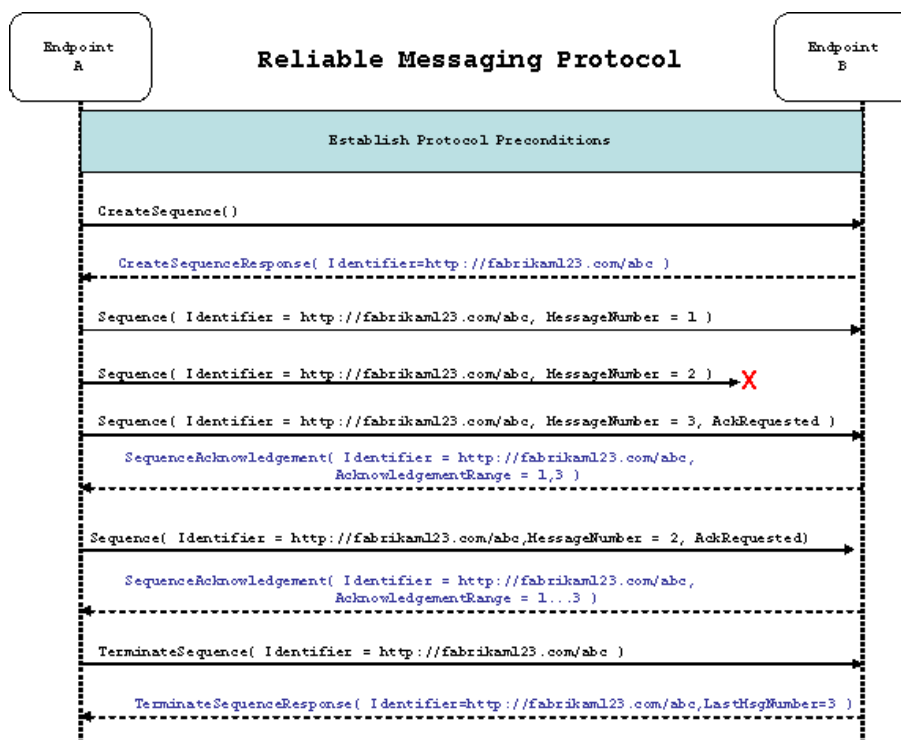 Endpoint
A
Reliable Messaging Protocol
Endpoint
B
Establish Protocol Preconditions
CreateSequence()
CreateSequenceResponse( Identifier=http://fabrikam123.com/abc )
Sequence( Identifier = http://fabrikam123.com/abc, MessageNumber = 1 )
Sequence( Identifier = http://fabrikam123.com/abc, MessageNumber = 2 )
X
Sequence( Identifier = http://fabrikam123.com/abc, MessageNumber = 3, AckRequested )
SequenceAcknowledgement( Identifier = http://fabrikam123.com/abc,
AcknowledgementRange = 1,3 )
Sequence( Identifier = http://fabrikam123.com/abc,MessageNumber = 2, AckRequested)
SequenceAcknowledgement( Identifier = http://fabrikam123.com/abc,
AcknowledgementRange = 1...3 )
TerminateSequence( Identifier = http://fabrikam123.com/abc )
TerminateSequenceResponse( Identifier=http://fabrikam123.com/abc,LastMsgNumber=3 )